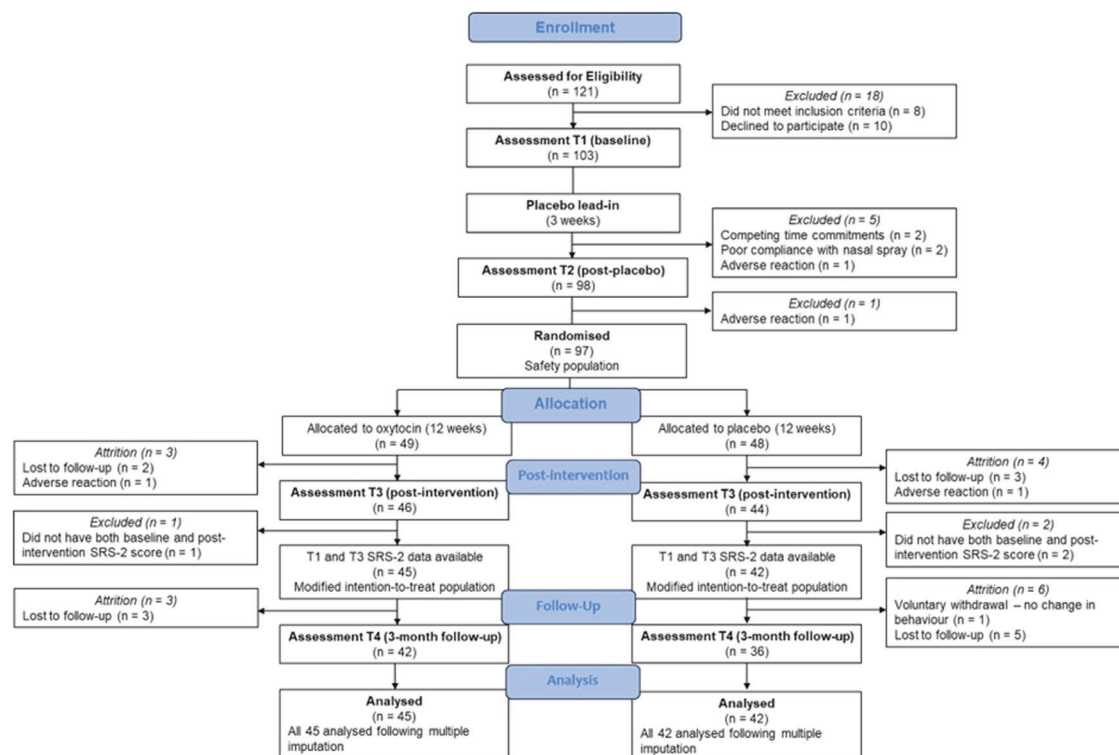 Enrollment
Assessed for Eligibility
(n = 121)
Excluded (n = 18)
Did not meet inclusion criteria (n = 8)
Declined to participate (n = 10)
Assessment T1 (baseline)
(n = 103)
Placebo lead-in
(3 weeks)
Excluded (n = 5)
Competing time commitments (n = 2)
Poor compliance with nasal spray (n = 2)
Adverse reaction (n = 1)
Assessment T2 (post-placebo)
(n = 98)
Excluded (n = 1)
Adverse reaction (n = 1)
Randomised
(n = 97)
Safety population
Allocation
Allocated to oxytocin (12 weeks)
(n = 49)
Allocated to placebo (12 weeks)
(n = 48)
Attrition (n = 3)
Lost to follow-up (n = 2)
Adverse reaction (n = 1)
Attrition (n = 4)
Lost to follow-up (n = 3)
Adverse reaction (n = 1)
Post-intervention
Assessment T3 (post-intervention)
(n = 46)
Assessment T3 (post-intervention)
(n = 44)
Excluded (n = 1)
Did not have both baseline and post-
intervention SRS-2 score (n = 1)
Excluded (n = 2)
Did not have both baseline and post-
intervention SRS-2 score (n = 2)
T1 and T3 SRS-2 data available
(n = 45)
Modified intention-to-treat population
T1 and T3 SRS-2 data available
(n = 42)
Modified intention-to-treat population
Attrition (n = 3)
Lost to follow-up (n = 3)
Attrition (n = 6)
Voluntary withdrawal – no change in
behaviour (n = 1)
Lost to follow-up (n = 5)
Follow-Up
Assessment T4 (3-month follow-up)
(n = 42)
Assessment T4 (3-month follow-up)
(n = 36)
Analysis
Analysed
(n = 45)
All 45 analysed following multiple
imputation
Analysed
(n = 42)
All 42 analysed following multiple
imputation